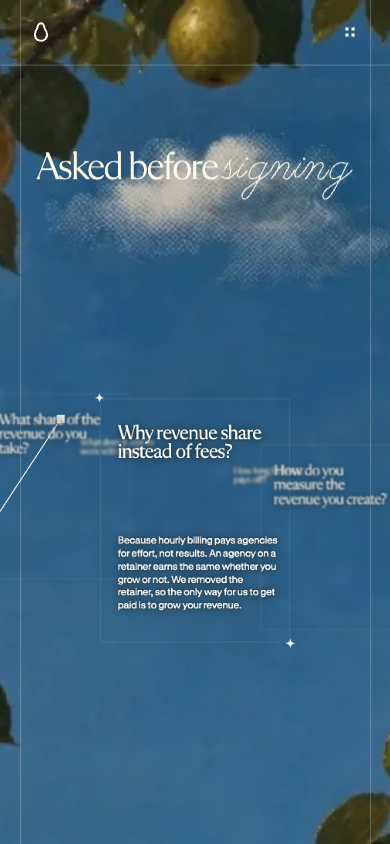 Asked before signing
What share of the
revenue do you
take?
Why revenue share
instead of fees?
How do you
measure the
revenue you create?
Because hourly billing pays agencies
for effort, not results. An agency on a
retainer earns the same whether you
grow or not. We removed the
retainer, so the only way for us to get
paid is to grow your revenue.